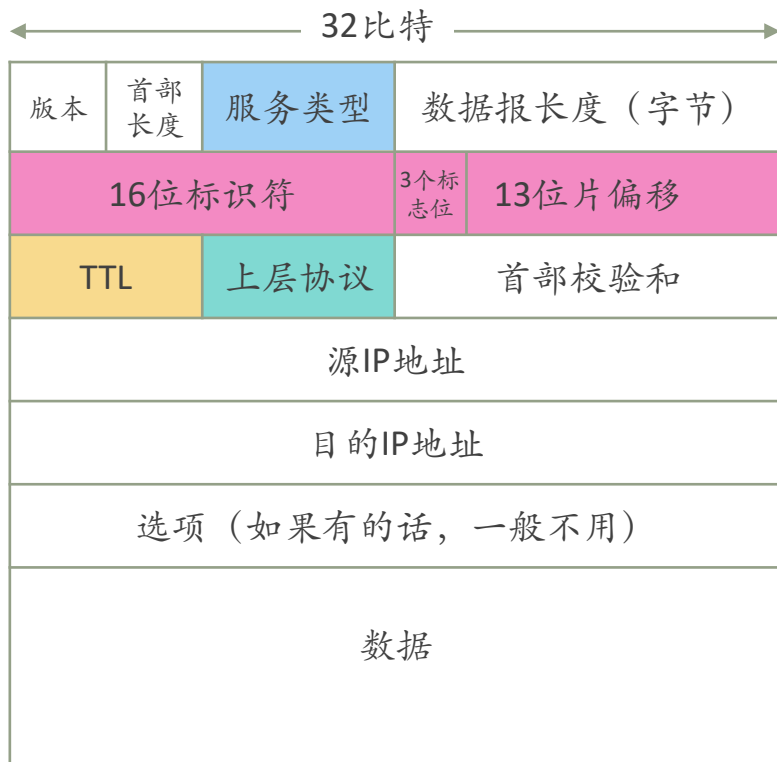 32比特
版本 首部长度 服务类型 数据报长度（字节）
16位标识符 3个标志位 13位片偏移
TTL 上层协议 首部校验和
源IP地址
目的IP地址
选项（如果有的话，一般不用）
数据